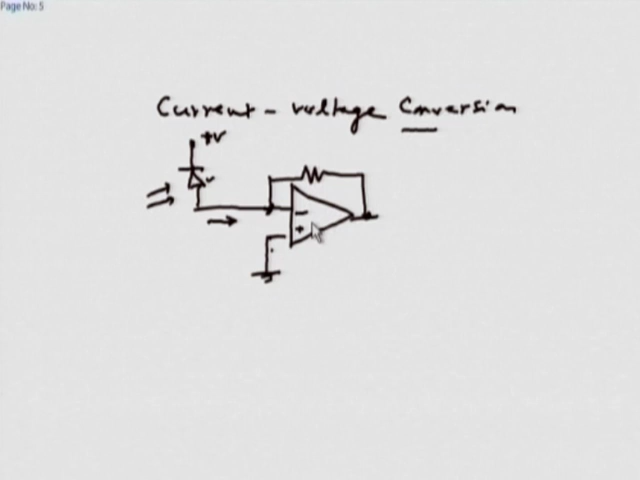 Page No: 5
Current - voltage Conversion
+V
-
+